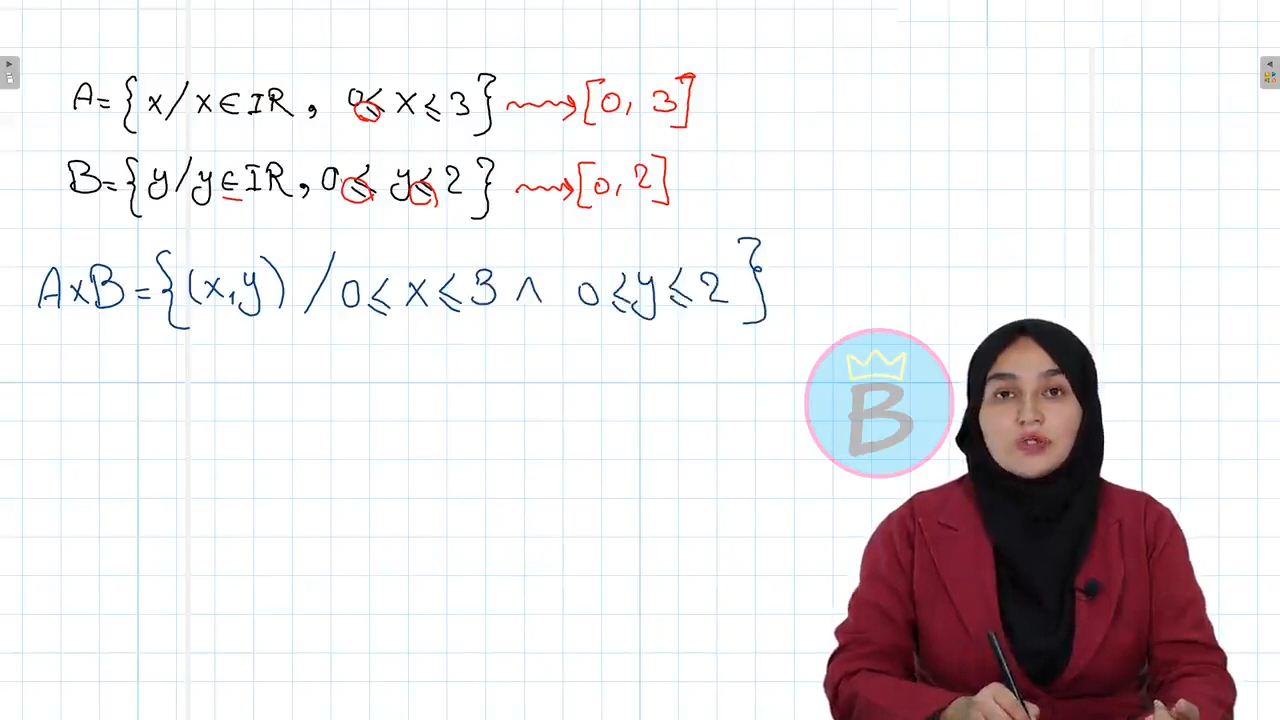 A={x/x∈IR, 0⩽x⩽3} ⇝ [0, 3]
B={y/y∈IR, 0⩽y⩽2} ⇝ [0, 2]
A×B={(x,y) / 0⩽x⩽3 ∧ 0⩽y⩽2}
B